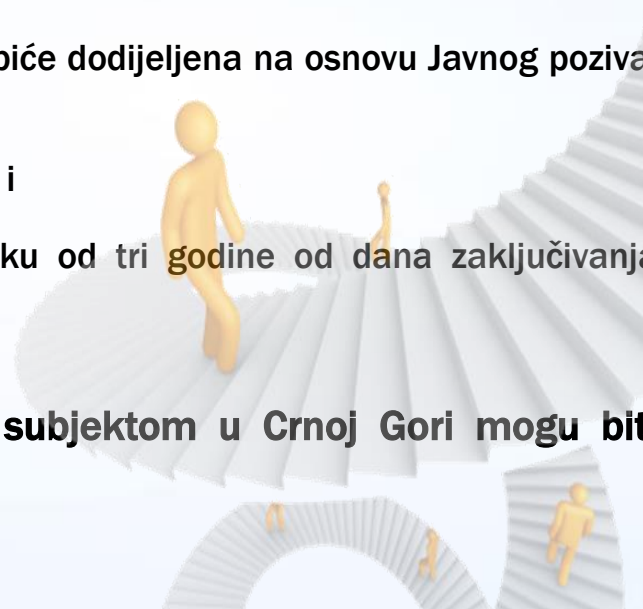 biće dodijeljena na osnovu Javnog poziva
i
ku od tri godine od dana zaključivanja
subjektom u Crnoj Gori mogu bit